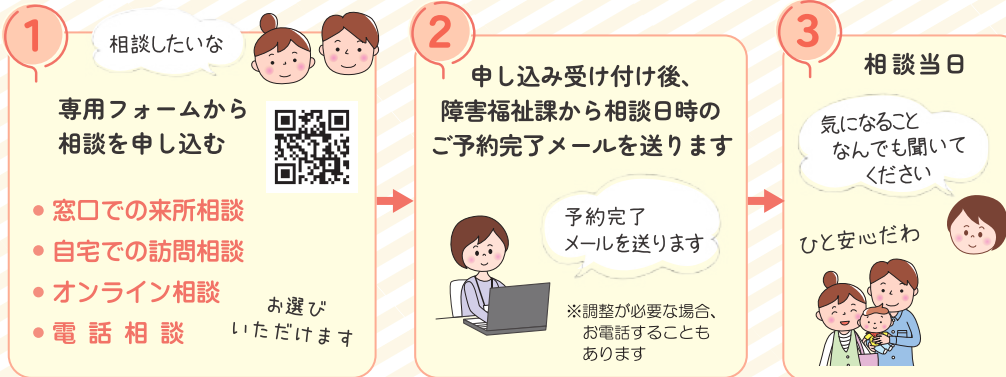 1
相談したいな
専用フォームから
相談を申し込む
● 窓口での来所相談
● 自宅での訪問相談
● オンライン相談
● 電話相談
お選び
いただけます
2
申し込み受け付け後、
障害福祉課から相談日時の
ご予約完了メールを送ります
予約完了
メールを送ります
※調整が必要な場合、
お電話することも
あります
3
相談当日
気になること
なんでも聞いて
ください
ひと安心だわ